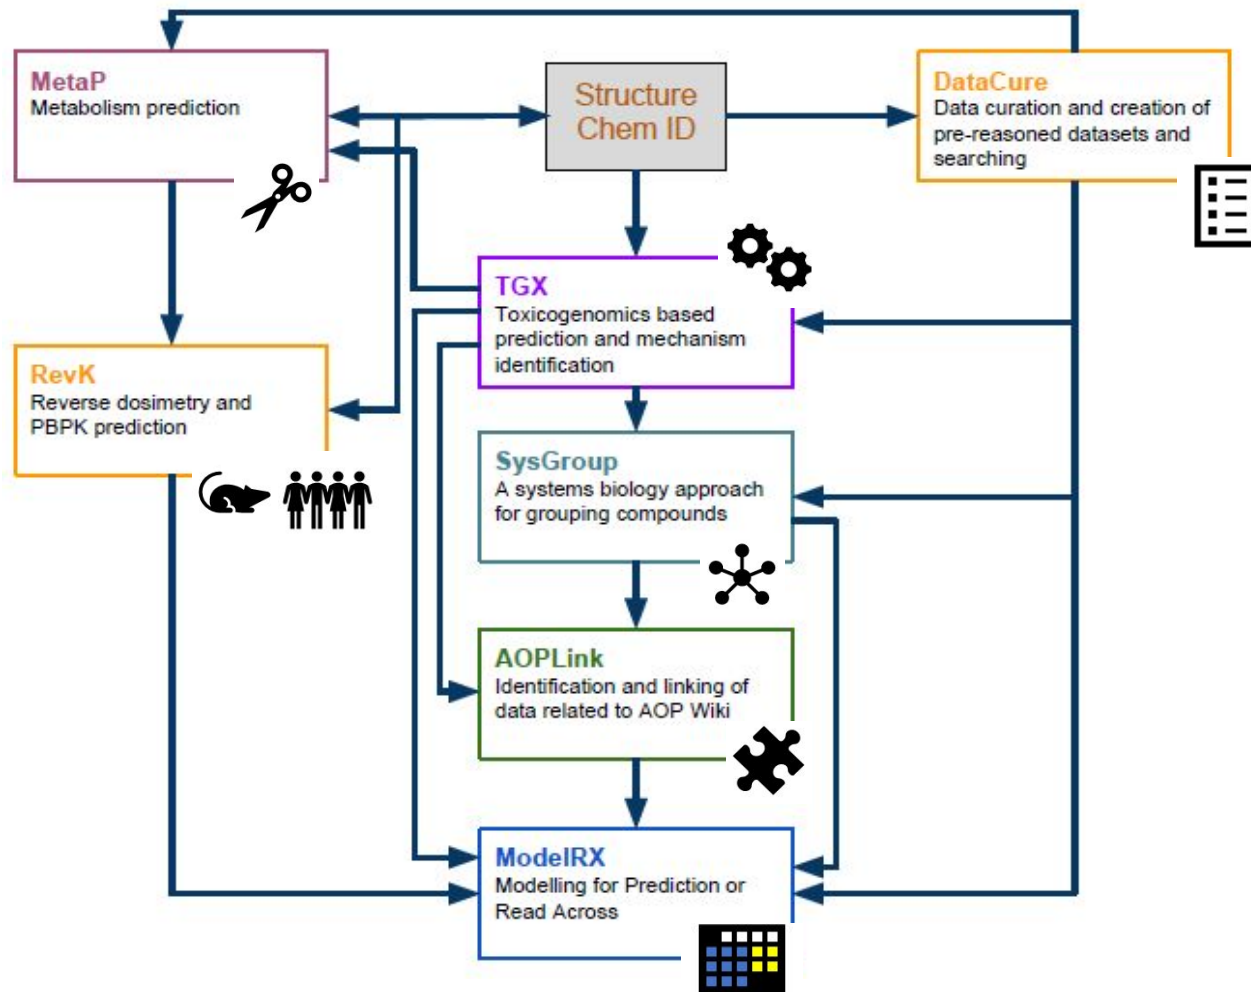 MetaP
Metabolism prediction
Structure
Chem ID
DataCure
Data curation and creation of
pre-reasoned datasets and
searching
TGX
Toxicogenomics based
prediction and mechanism
identification
RevK
Reverse dosimetry and
PBPK prediction
SysGroup
A systems biology approach
for grouping compounds
AOPLink
Identification and linking of
data related to AOP Wiki
ModelRX
Modelling for Prediction or
Read Across